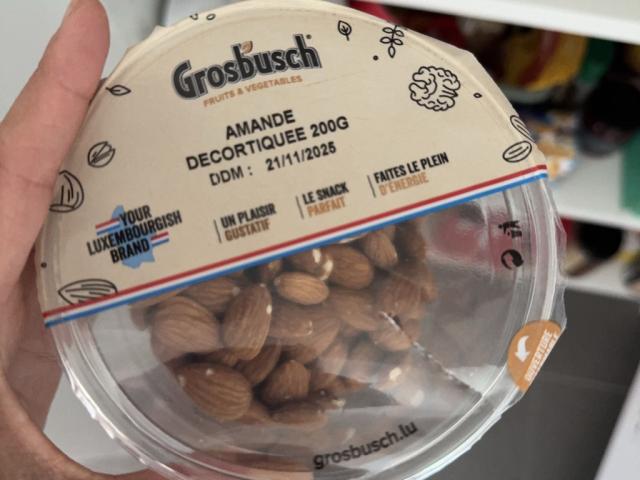 Grosbusch
FRUITS & VEGETABLES
AMANDE
DECORTIQUEE 200G
DDM : 21/11/2025
YOUR
LUXEMBOURGISH
BRAND
UN PLAISIR
GUSTATIF
LE SNACK
PARFAIT
FAITES LE PLEIN
D'ÉNERGIE
OUVERTURE
grosbusch.lu